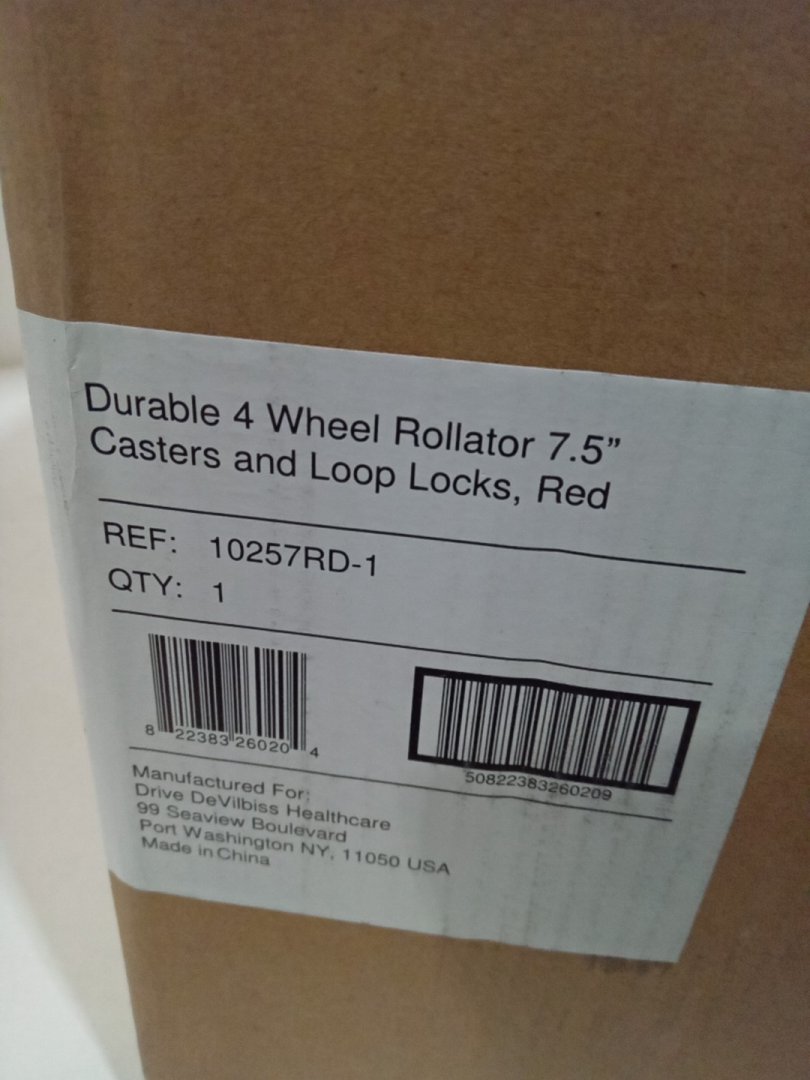 Durable 4 Wheel Rollator 7.5”
Casters and Loop Locks, Red
REF: 10257RD-1
QTY: 1
8 22383 26020 4
50822383260209
Manufactured For:
Drive DeVilbiss Healthcare
99 Seaview Boulevard
Port Washington NY, 11050 USA
Made in China